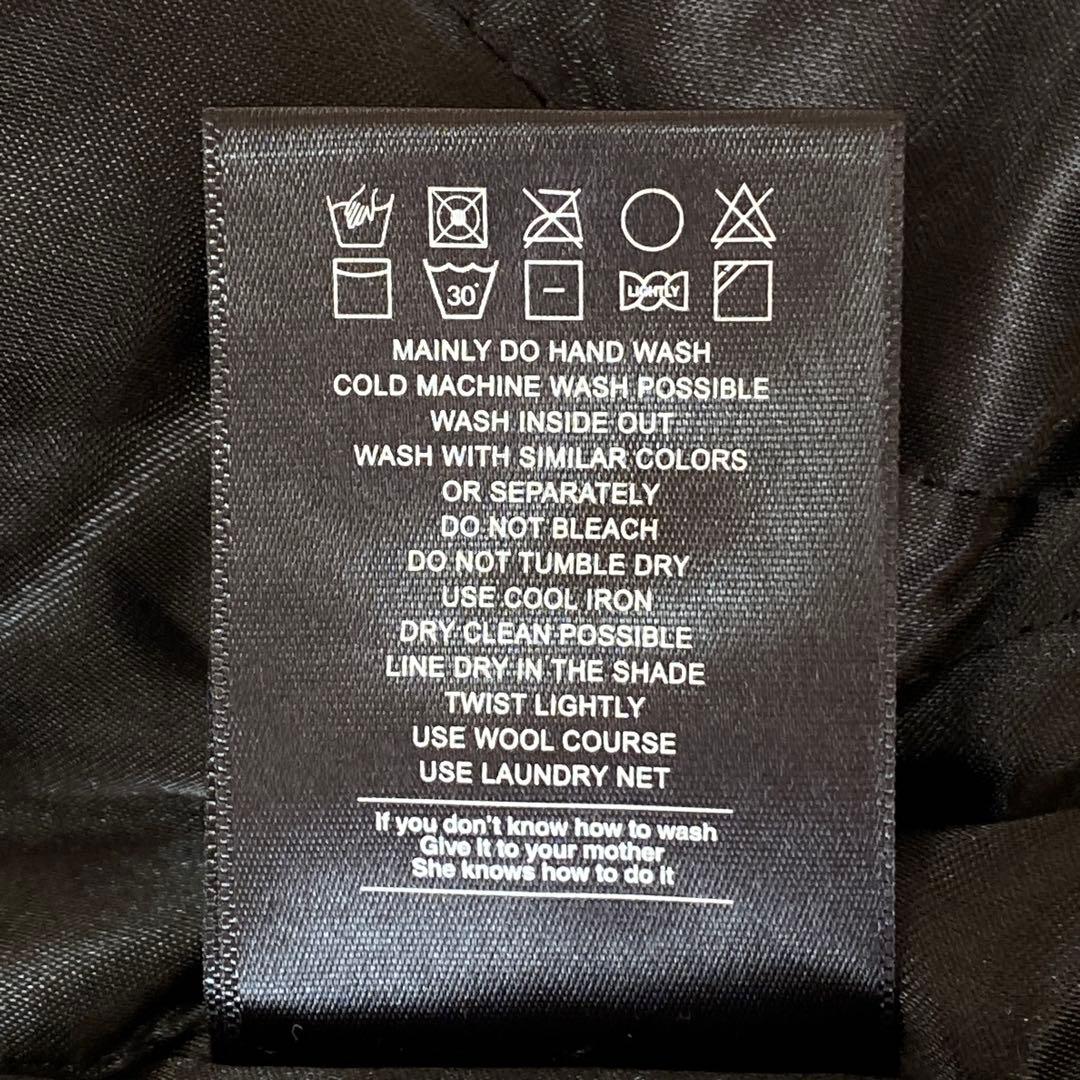 30°
LIGHTLY
MAINLY DO HAND WASH
COLD MACHINE WASH POSSIBLE
WASH INSIDE OUT
WASH WITH SIMILAR COLORS
OR SEPARATELY
DO NOT BLEACH
DO NOT TUMBLE DRY
USE COOL IRON
DRY CLEAN POSSIBLE
LINE DRY IN THE SHADE
TWIST LIGHTLY
USE WOOL COURSE
USE LAUNDRY NET
If you don't know how to wash
Give it to your mother
She knows how to do it